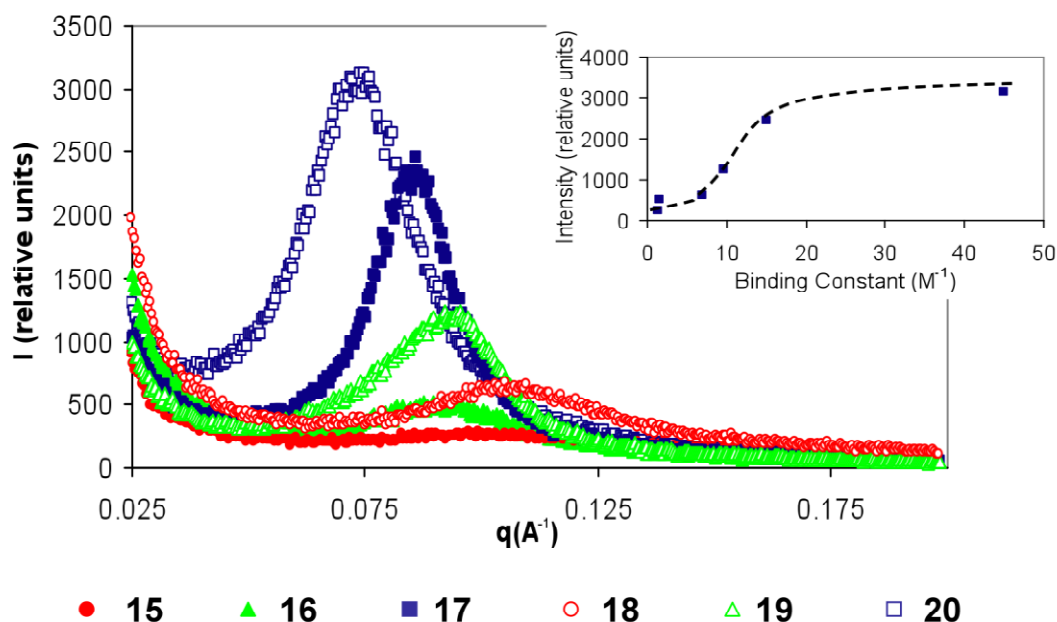 3500
3000
2500
2000
1500
1000
500
0
I (relative units)
0.025 0.075 0.125 0.175
q(A⁻¹)
4000
3000
2000
1000
0
Intensity (relative units)
0 10 20 30 40 50
Binding Constant (M⁻¹)
15 16 17 18 19 20